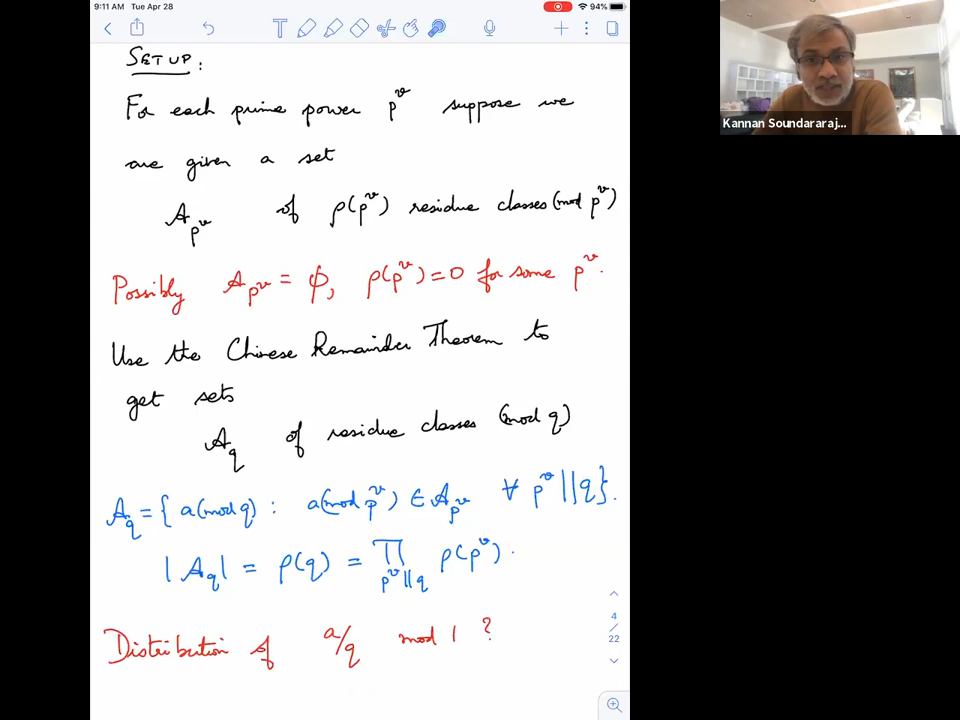 9:11 AM Tue Apr 28
94%
SETUP:
For each prime power p^v suppose we
are given a set
A_{p^v} of ρ(p^v) residue classes (mod p^v)
Possibly A_{p^v} = ϕ, ρ(p^v) = 0 for some p^v.
Use the Chinese Remainder Theorem to
get sets
A_q of residue classes (mod q)
A_q = { a(mod q) : a(mod p^v) ∈ A_{p^v} ∀ p^v || q}.
|A_q| = ρ(q) = ∏_{p^v || q} ρ(p^v).
Distribution of a/q mod 1 ?
4
/
22
Kannan Soundararaj...